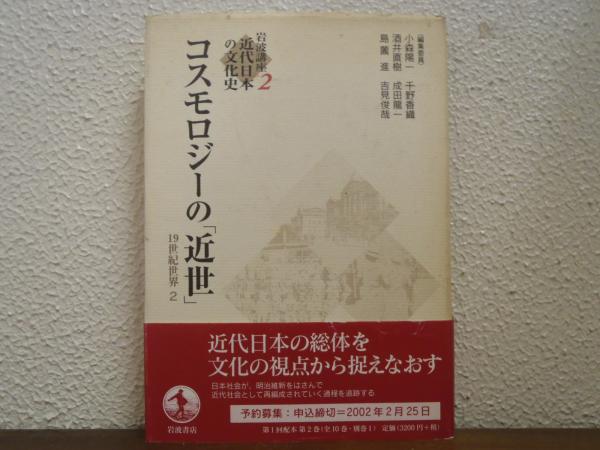 [編集委員]
小森陽一 千野香織
酒井直樹 成田龍一
島薗 進 吉見俊哉
岩波講座
近代日本
の文化史
2
コスモロジーの「近世」
19世紀世界 2
近代日本の総体を
文化の視点から捉えなおす
日本社会が、明治維新をはさんで
近代社会として再編成されていく過程を追跡する
予約募集:申込締切=2002年2月25日
第1回配本 第2巻(全10巻・別巻1) 定価(3200円+税)
岩波書店